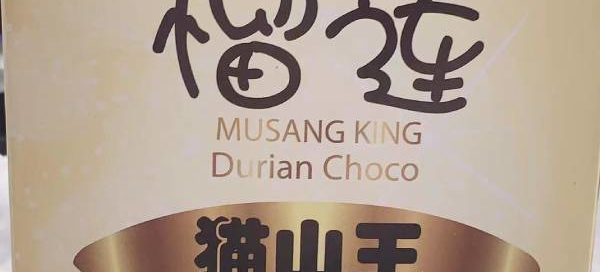 榴莲
MUSANG KING
Durian Choco
猫山王